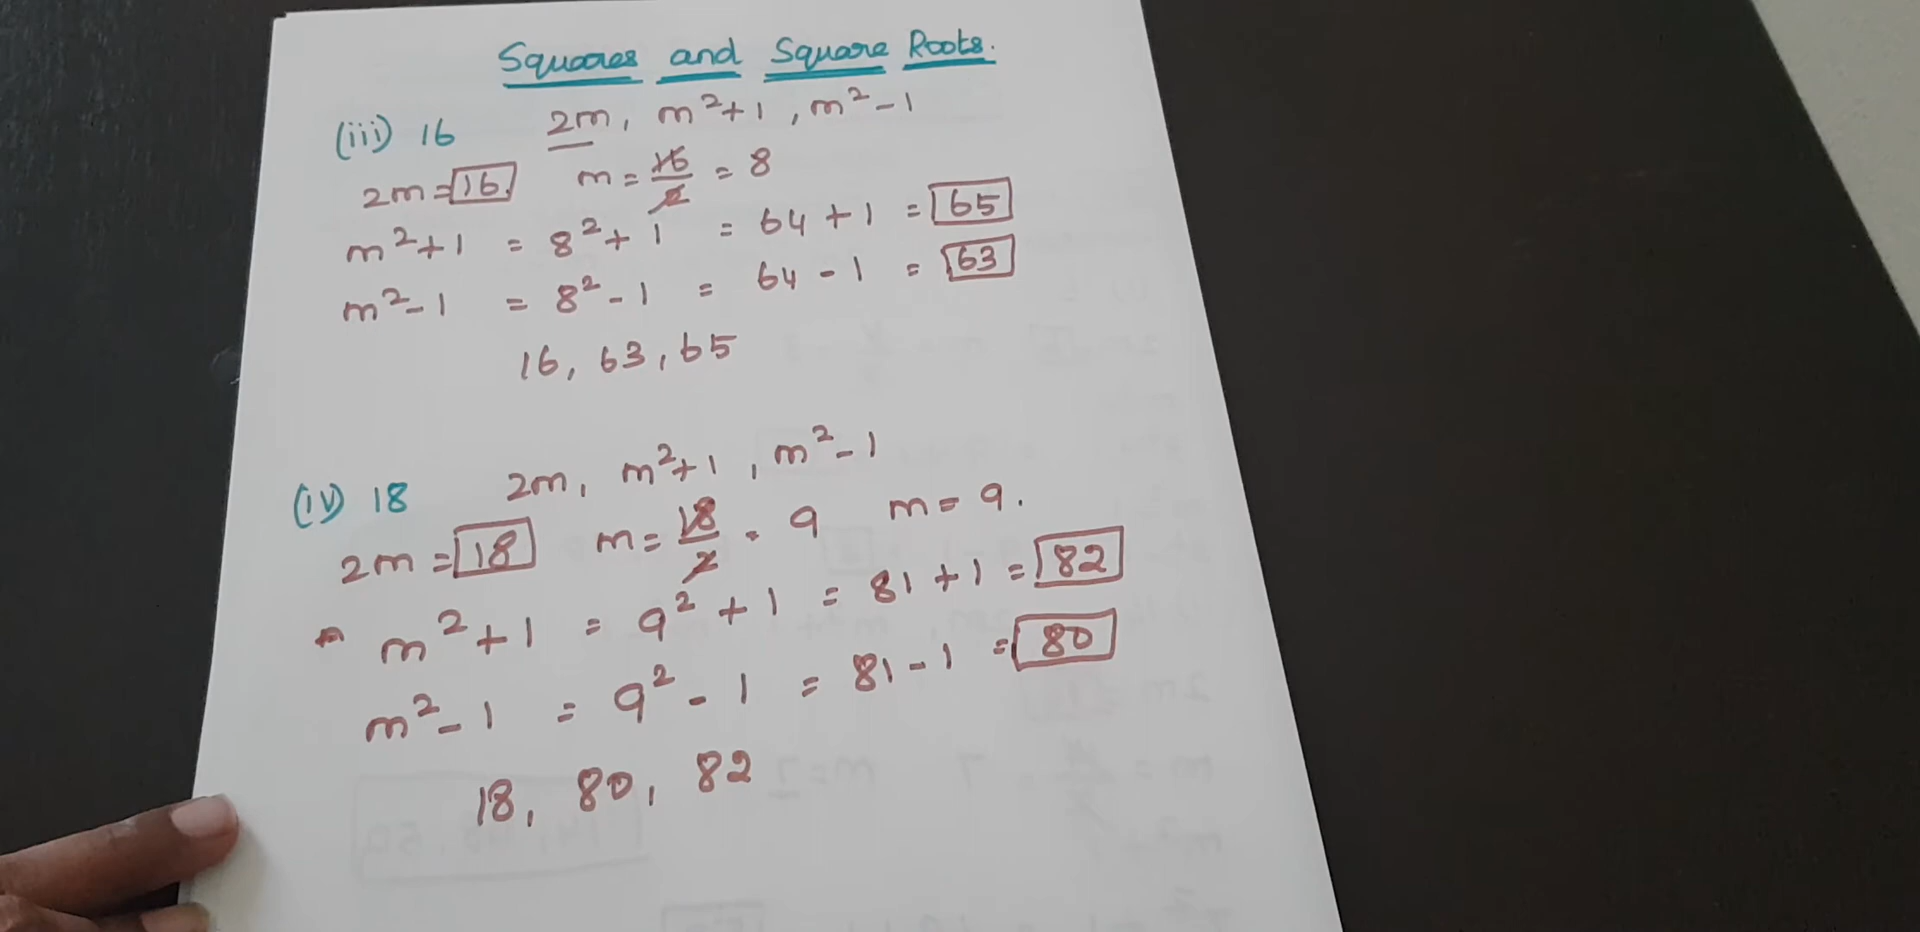 Squares and Square Roots.
(iii) 16 2m, m²+1, m²-1
2m = 16. m = 16/2 = 8
m²+1 = 8²+1 = 64+1 = 65
m²-1 = 8²-1 = 64-1 = 63
16, 63, 65
(iv) 18 2m, m²+1, m²-1
2m = 18 m = 18/2 = 9 m = 9.
m²+1 = 9²+1 = 81+1 = 82
m²-1 = 9²-1 = 81-1 = 80
18, 80, 82